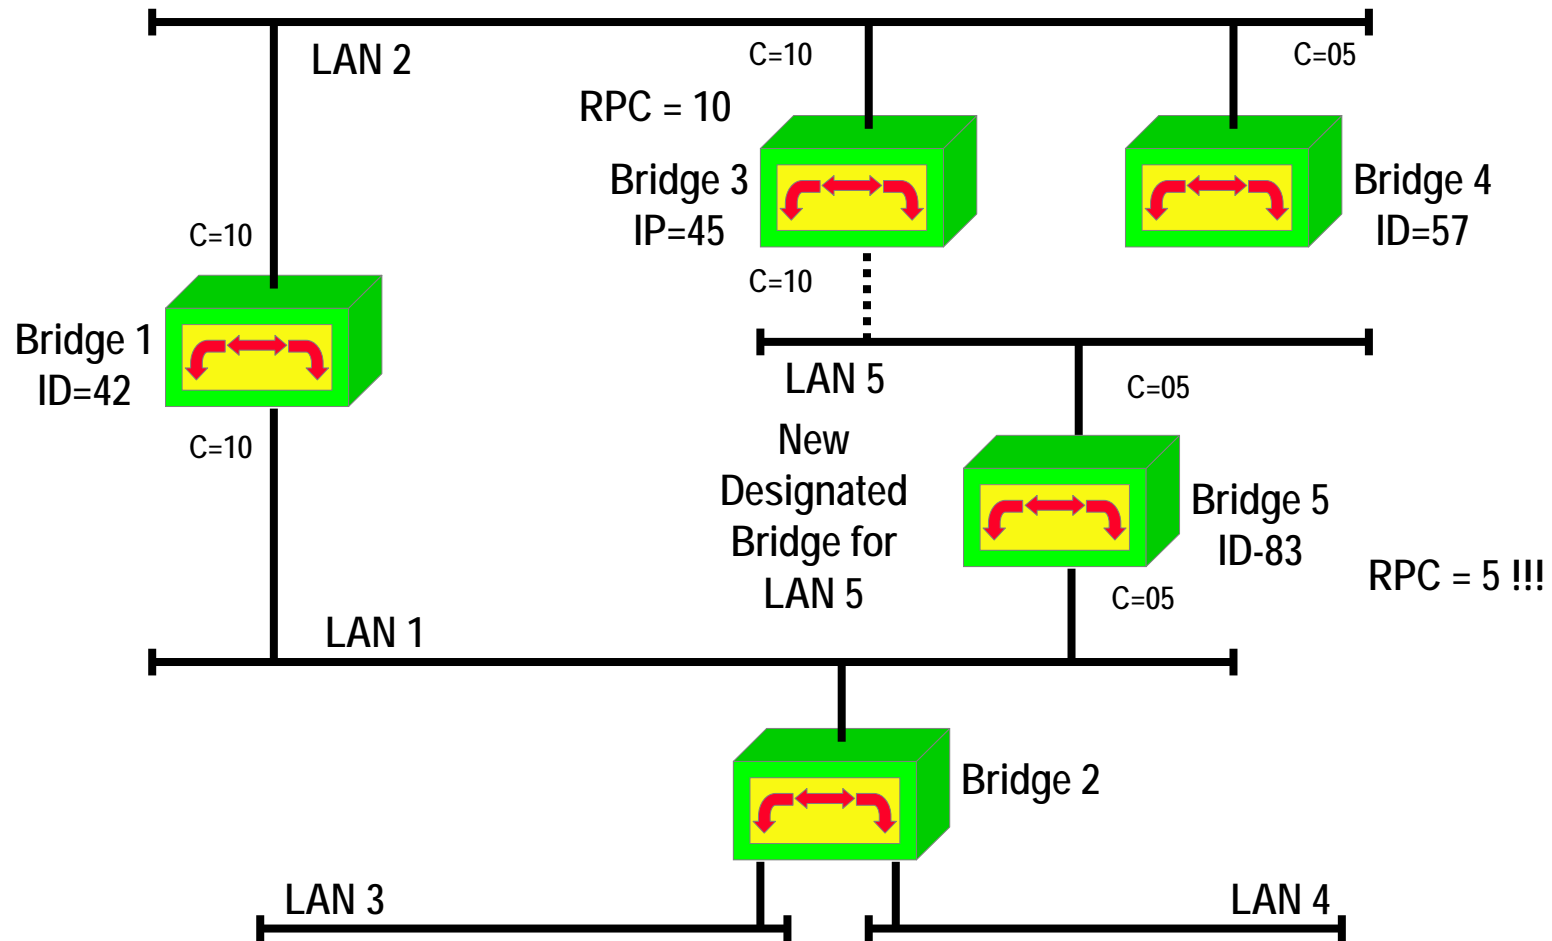 LAN 2
C=10
C=05
RPC = 10
Bridge 3
IP=45
Bridge 4
ID=57
C=10
C=10
Bridge 1
ID=42
LAN 5
C=05
C=10
New
Designated
Bridge for
LAN 5
Bridge 5
ID-83
RPC = 5 !!!
C=05
LAN 1
Bridge 2
LAN 3
LAN 4